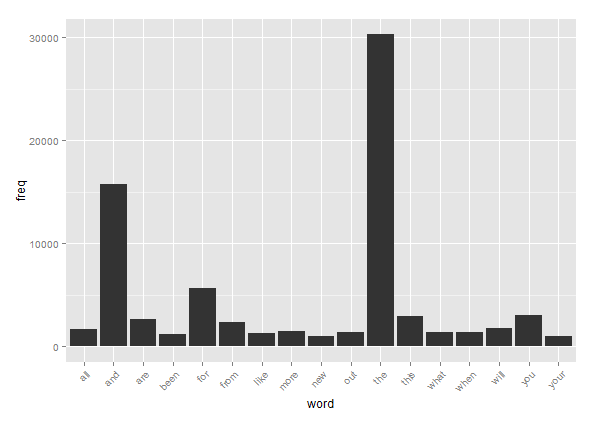 30000
20000
10000
0
freq
all and are been for from like more new out the this what when will you your
word